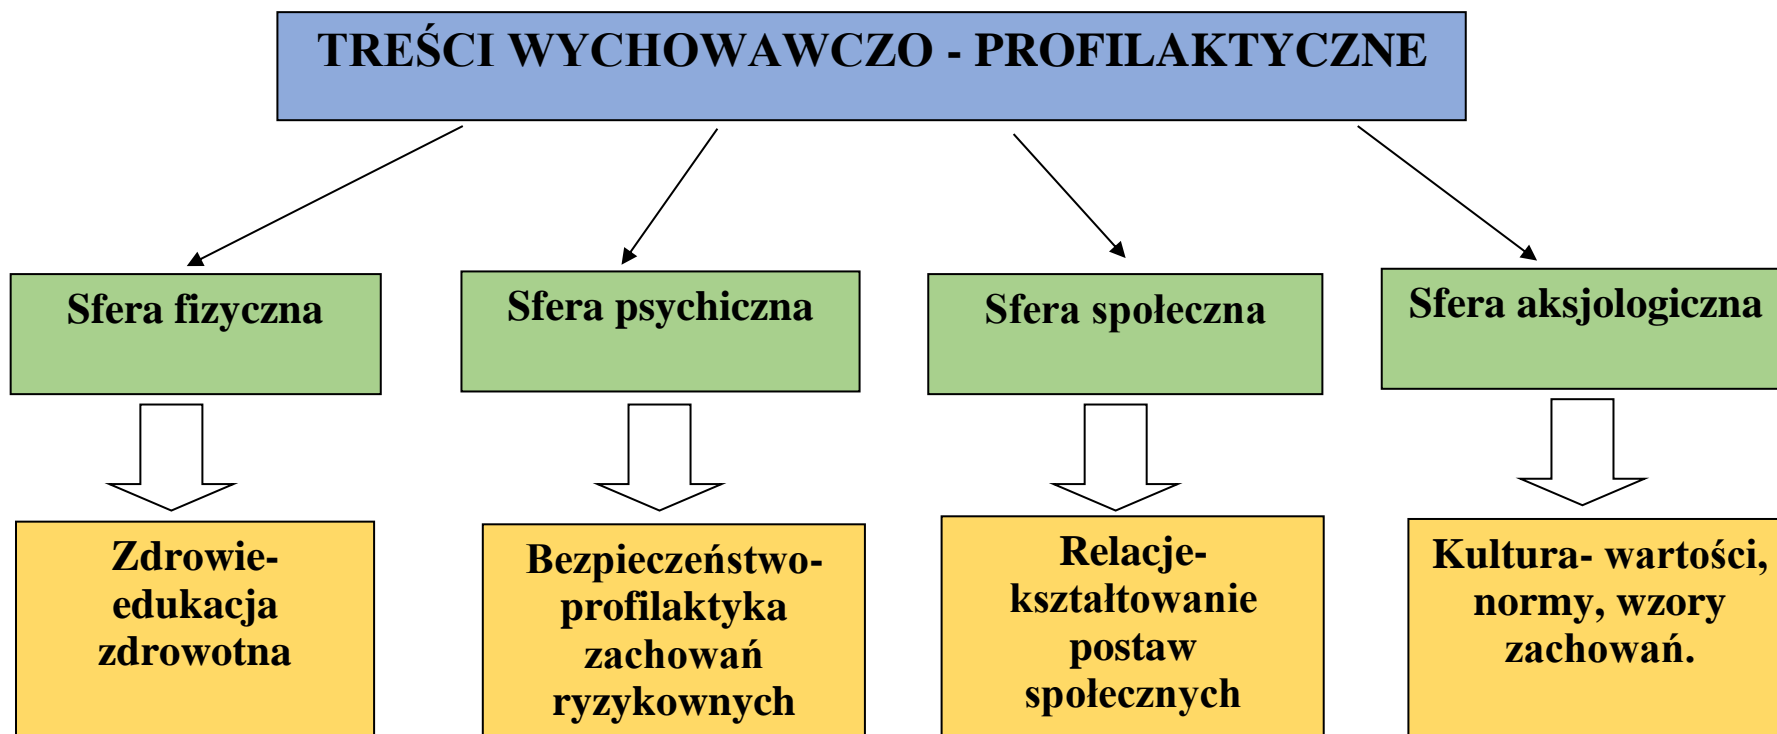 TREŚCI WYCHOWAWCZO - PROFILAKTYCZNE
Sfera fizyczna
Sfera psychiczna
Sfera społeczna
Sfera aksjologiczna
Zdrowie-
edukacja
zdrowotna
Bezpieczeństwo-
profilaktyka
zachowań
ryzykownych
Relacje-
kształtowanie
postaw
społecznych
Kultura- wartości,
normy, wzory
zachowań.